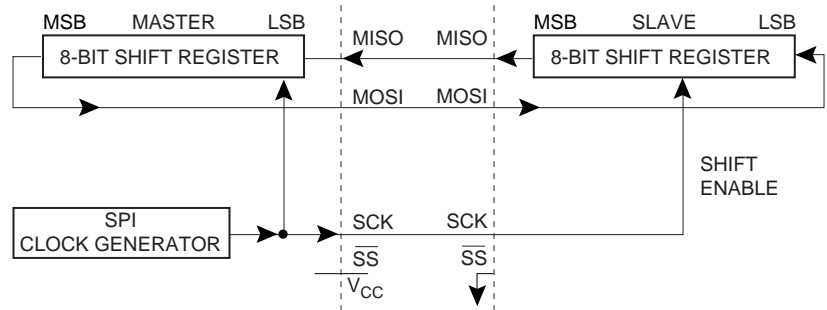 MSB MASTER LSB
MISO MISO
MSB SLAVE LSB
8-BIT SHIFT REGISTER
8-BIT SHIFT REGISTER
MOSI MOSI
SHIFT
ENABLE
SPI
CLOCK GENERATOR
SCK SCK
SS SS
VCC